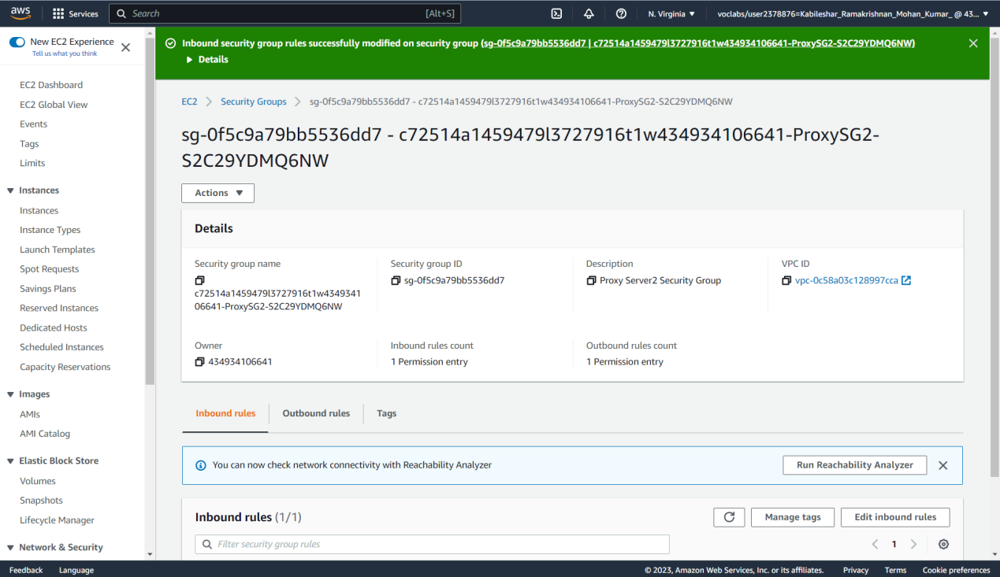 aws
Services
Search
[Alt+S]
N. Virginia
voclabs/user2378876=Kabileshar_Ramakrishnan_Mohan_Kumar_ @ 43...
New EC2 Experience
Tell us what you think
EC2 Dashboard
EC2 Global View
Events
Tags
Limits
Instances
Instances
Instance Types
Launch Templates
Spot Requests
Savings Plans
Reserved Instances
Dedicated Hosts
Scheduled Instances
Capacity Reservations
Images
AMIs
AMI Catalog
Elastic Block Store
Volumes
Snapshots
Lifecycle Manager
Network & Security
Inbound security group rules successfully modified on security group (sg-0f5c9a79bb5536dd7 | c72514a1459479l3727916t1w434934106641-ProxySG2-S2C29YDMQ6NW)
Details
EC2
Security Groups
sg-0f5c9a79bb5536dd7 - c72514a1459479l3727916t1w434934106641-ProxySG2-S2C29YDMQ6NW
sg-0f5c9a79bb5536dd7 - c72514a1459479l3727916t1w434934106641-ProxySG2-
S2C29YDMQ6NW
Actions
Details
Security group name
c72514a1459479l3727916t1w4349341
06641-ProxySG2-S2C29YDMQ6NW
Security group ID
sg-0f5c9a79bb5536dd7
Description
Proxy Server2 Security Group
VPC ID
vpc-0c58a03c128997cca
Owner
434934106641
Inbound rules count
1 Permission entry
Outbound rules count
1 Permission entry
Inbound rules
Outbound rules
Tags
You can now check network connectivity with Reachability Analyzer
Run Reachability Analyzer
Inbound rules (1/1)
Manage tags
Edit inbound rules
Filter security group rules
1
Feedback
Language
© 2023, Amazon Web Services, Inc. or its affiliates.
Privacy
Terms
Cookie preferences